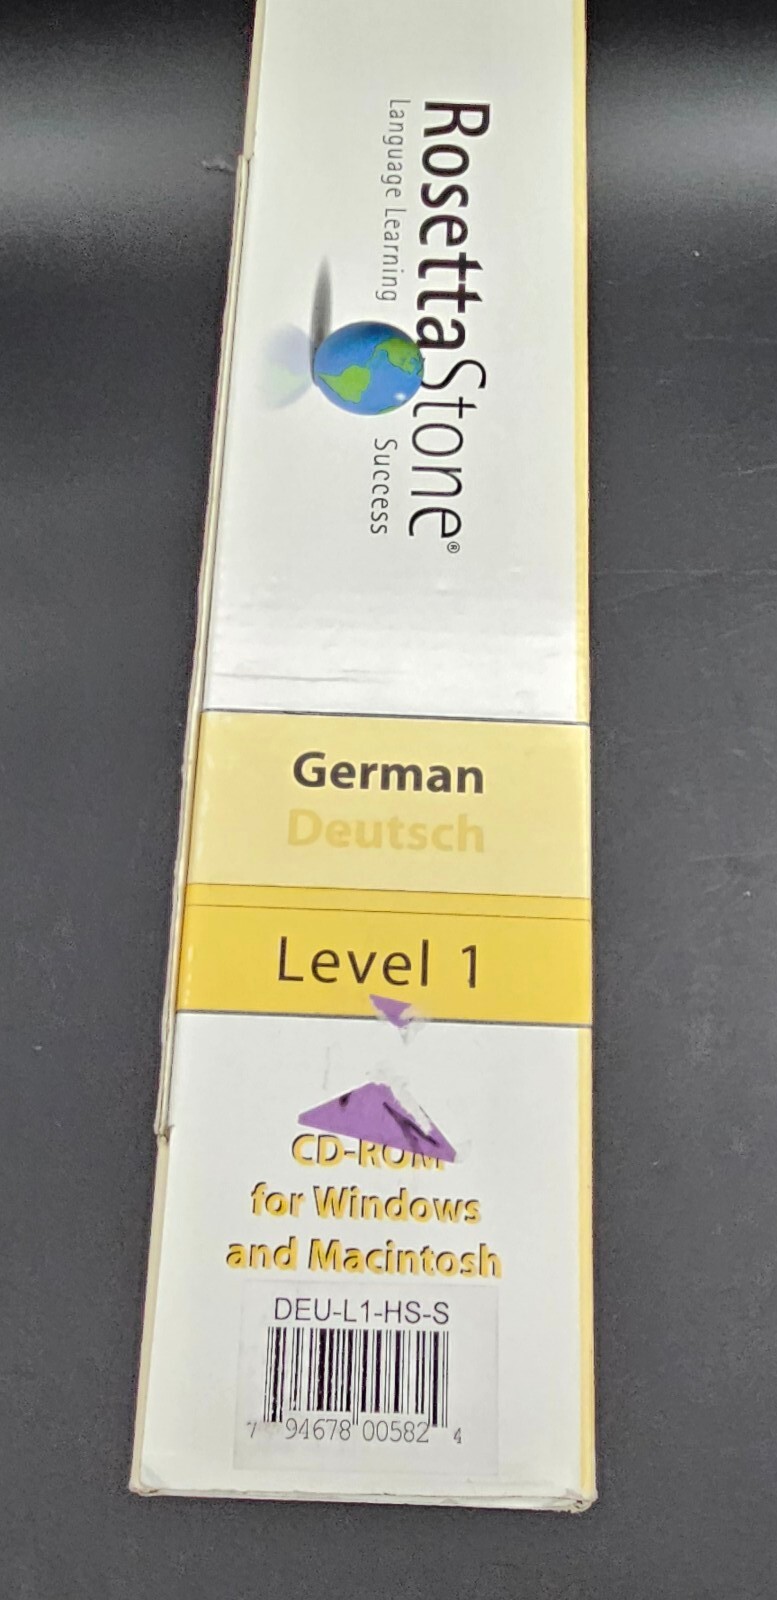 RosettaStone®
Language Learning Success
German
Deutsch
Level 1
CD-ROM
for Windows
and Macintosh
DEU-L1-HS-S
7 94678 00582 4